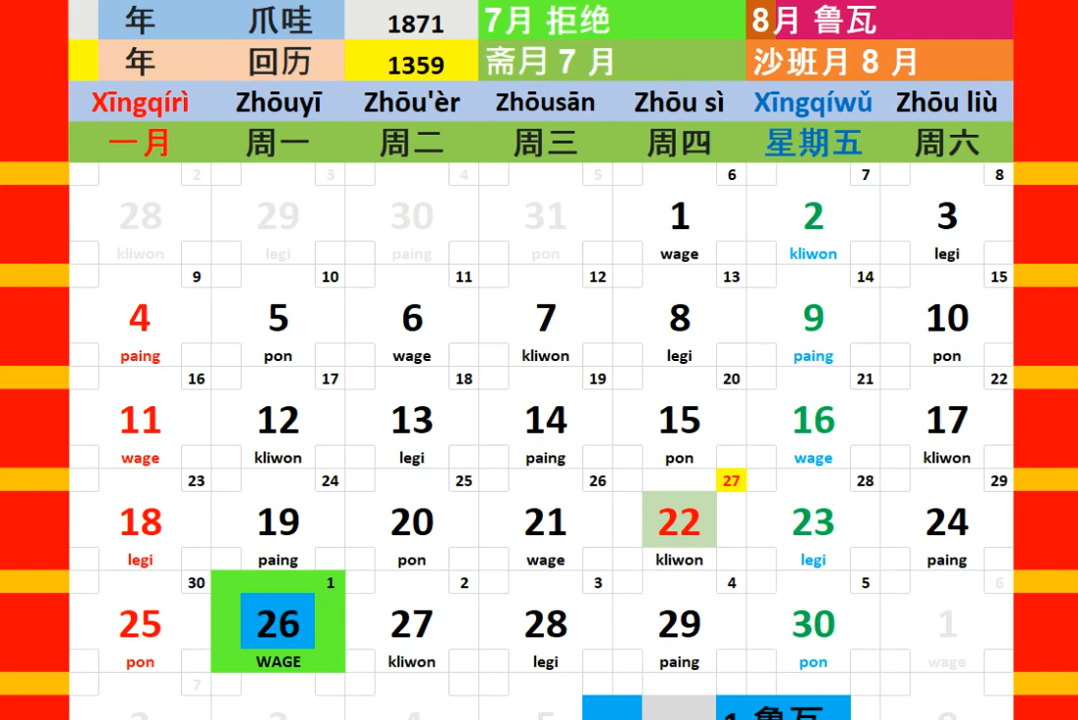 年 爪哇 1871 7月 拒绝 8月 鲁瓦
年 回历 1359 斋月 7 月 沙班月 8 月
Xīngqírì Zhōuyī Zhōu'èr Zhōusān Zhōu sì Xīngqíwǔ Zhōu liù
一月 周一 周二 周三 周四 星期五 周六
2 3 4 5 6 7 8
28 29 30 31 1 2 3
kliwon legi paing pon wage kliwon legi
9 10 11 12 13 14 15
4 5 6 7 8 9 10
paing pon wage kliwon legi paing pon
16 17 18 19 20 21 22
11 12 13 14 15 16 17
wage kliwon legi paing pon wage kliwon
23 24 25 26 27 28 29
18 19 20 21 22 23 24
legi paing pon wage kliwon legi paing
30 1 2 3 4 5 6
25 26 27 28 29 30 1
pon WAGE kliwon legi paing pon wage
7
1 鲁瓦